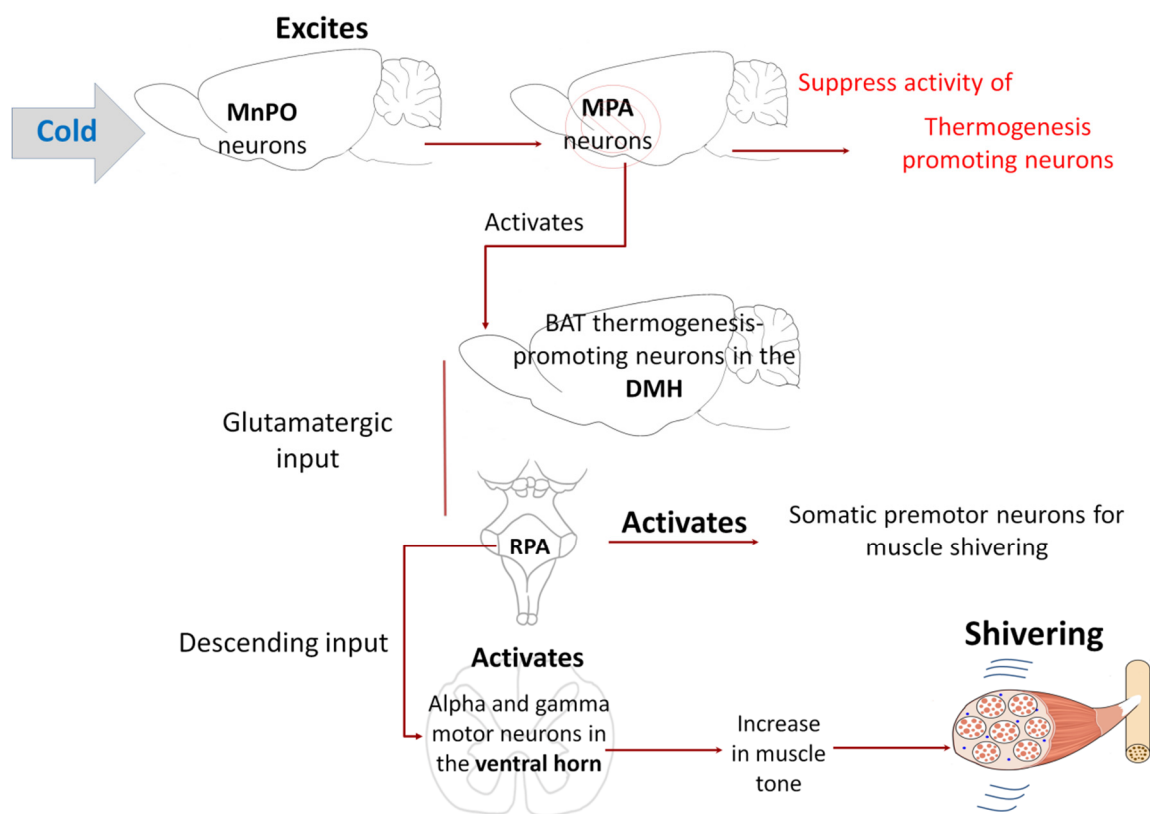 Excites
Cold
MnPO
neurons
MPA
neurons
Suppress activity of
Thermogenesis
promoting neurons
Activates
BAT thermogenesis-
promoting neurons in the
DMH
Glutamatergic
input
RPA
Activates
Somatic premotor neurons for
muscle shivering
Descending input
Activates
Alpha and gamma
motor neurons in
the ventral horn
Increase
in muscle
tone
Shivering